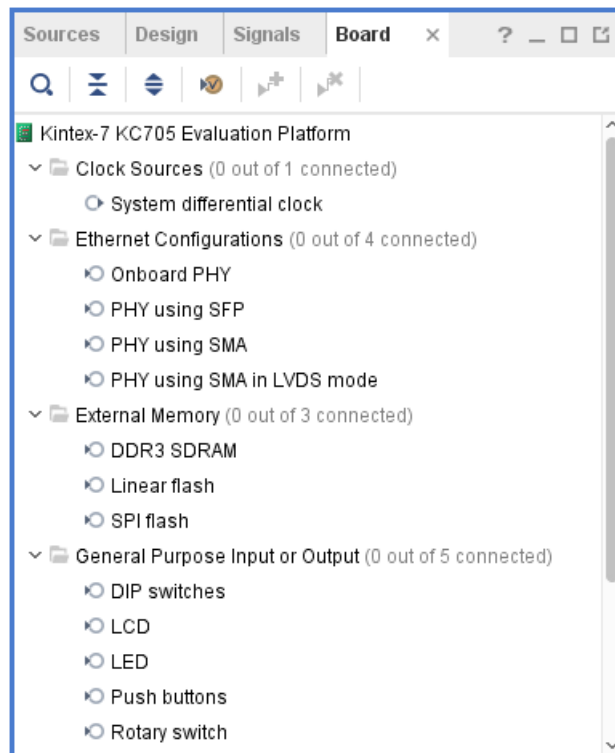 Sources Design Signals Board × ?
Kintex-7 KC705 Evaluation Platform
Clock Sources (0 out of 1 connected)
System differential clock
Ethernet Configurations (0 out of 4 connected)
Onboard PHY
PHY using SFP
PHY using SMA
PHY using SMA in LVDS mode
External Memory (0 out of 3 connected)
DDR3 SDRAM
Linear flash
SPI flash
General Purpose Input or Output (0 out of 5 connected)
DIP switches
LCD
LED
Push buttons
Rotary switch